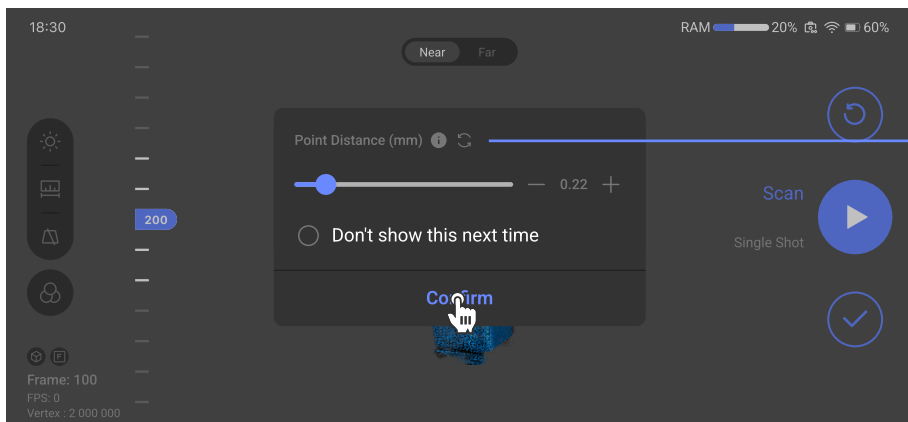 18:30
RAM 20% 60%
Near Far
Point Distance (mm)
0.22
200
Scan
Don't show this next time
Single Shot
Confirm
F
Frame: 100
FPS: 0
Vertex : 2 000 000